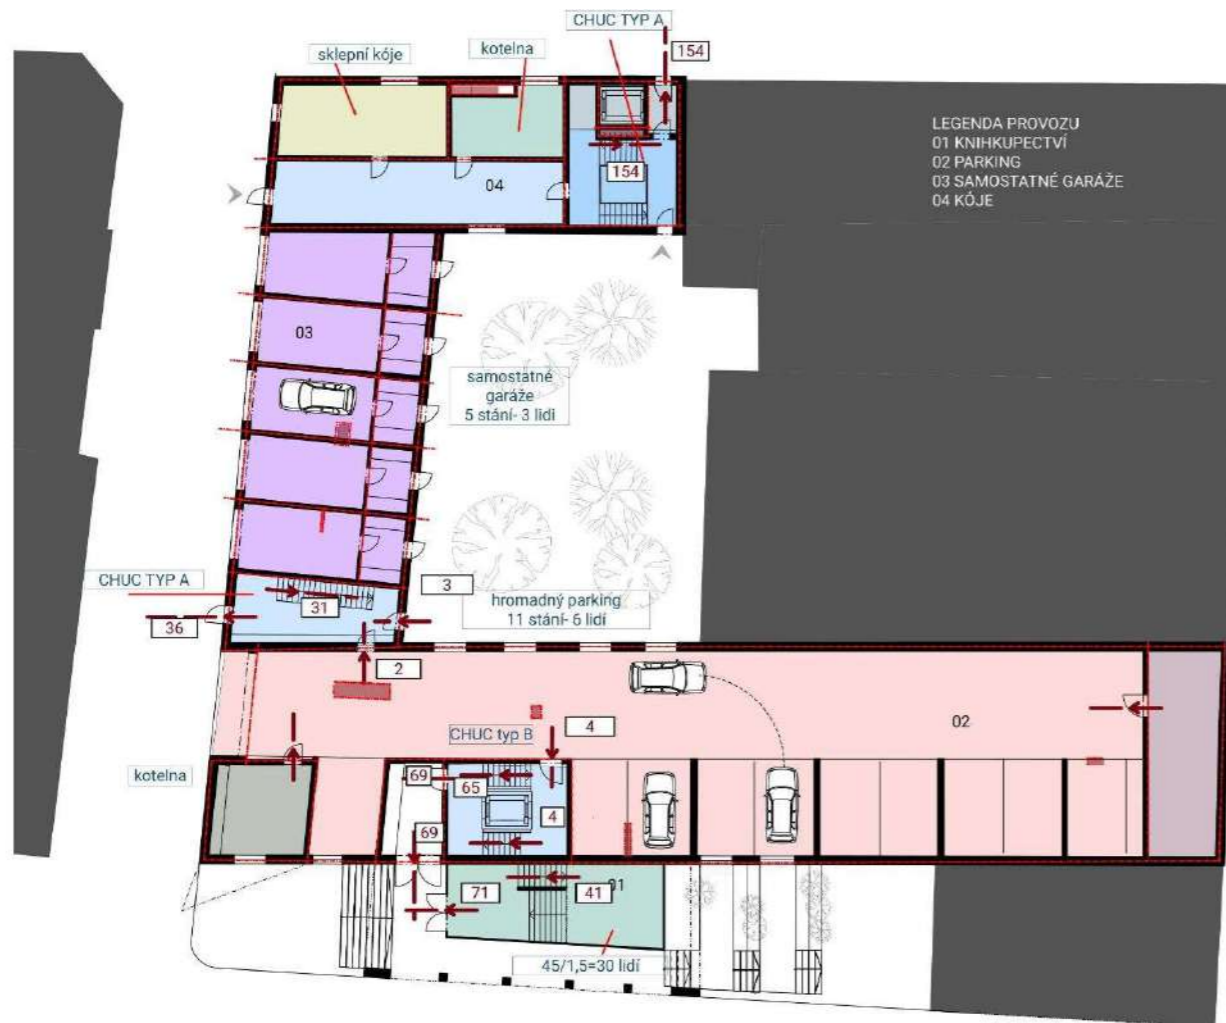 CHUC TYP A
sklepní kóje
kotelna
154
LEGENDA PROVOZU
01 KNIHKUPECTVÍ
02 PARKING
03 SAMOSTATNÉ GARÁŽE
04 KÓJE
154
04
03
samostatné
garáže
5 stání- 3 lidi
CHUC TYP A
3
hromadný parking
11 stání- 6 lidí
31
36
2
4
02
CHUC typ B
kotelna
69
65
4
69
71
41
01
45/1,5=30 lidí